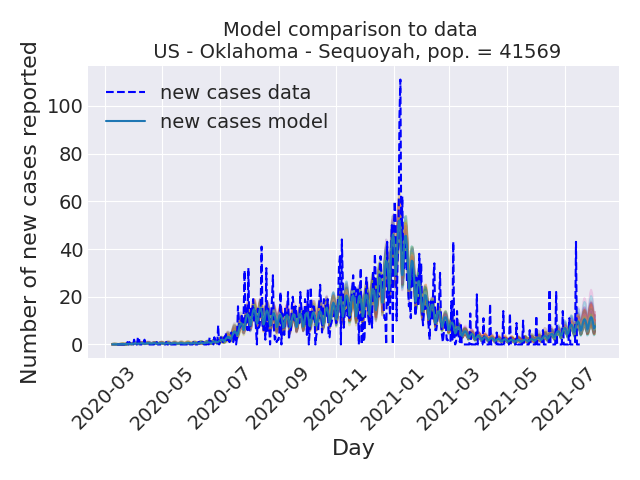 Model comparison to data
US - Oklahoma - Sequoyah, pop. = 41569
Number of new cases reported
new cases data
new cases model
100
80
60
40
20
0
2020-03
2020-05
2020-07
2020-09
2020-11
2021-01
2021-03
2021-05
2021-07
Day